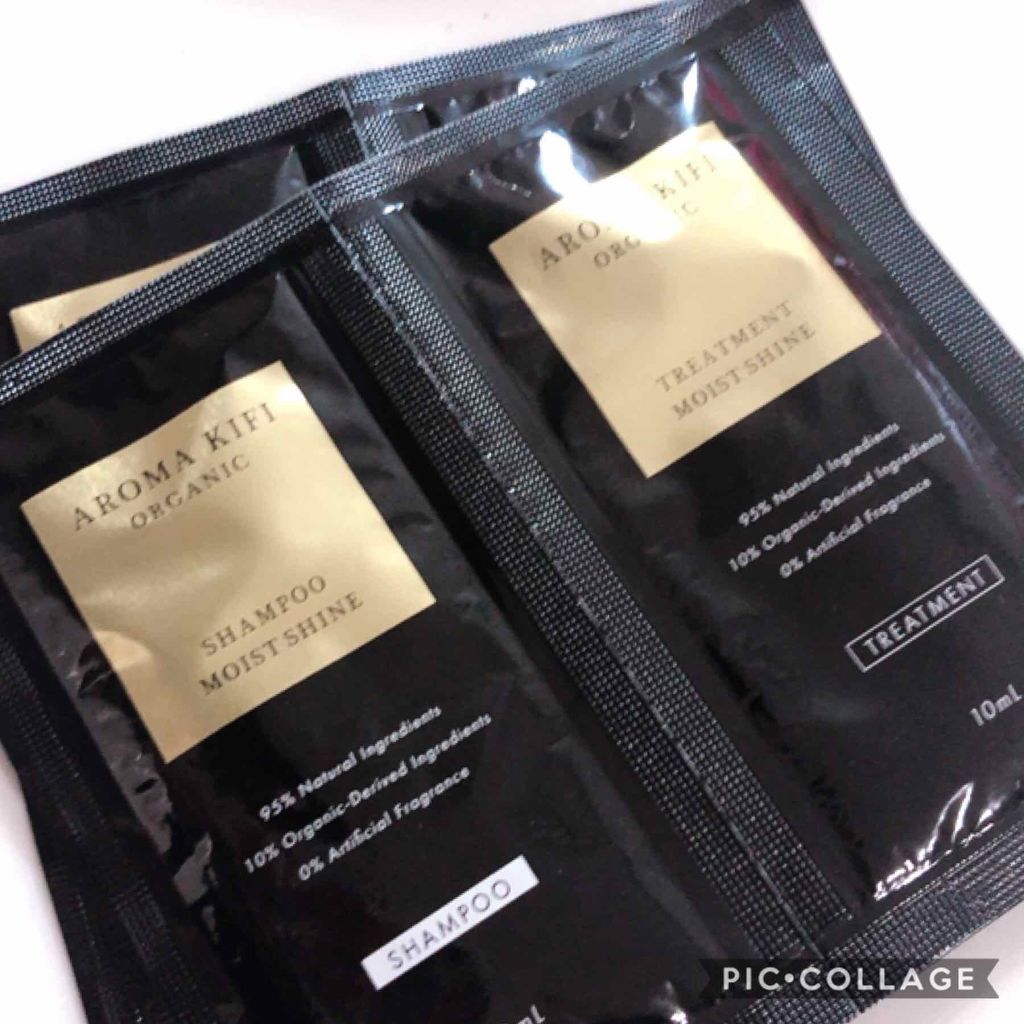 AROMA KIFI
ORGANIC
SHAMPOO
MOIST SHINE
95% Natural Ingredients
10% Organic-Derived Ingredients
0% Artificial Fragrance
SHAMPOO
mL
AROMA KIFI
ORGANIC
TREATMENT
MOIST SHINE
95% Natural Ingredients
10% Organic-Derived Ingredients
0% Artificial Fragrance
TREATMENT
10mL
PIC•COLLAGE